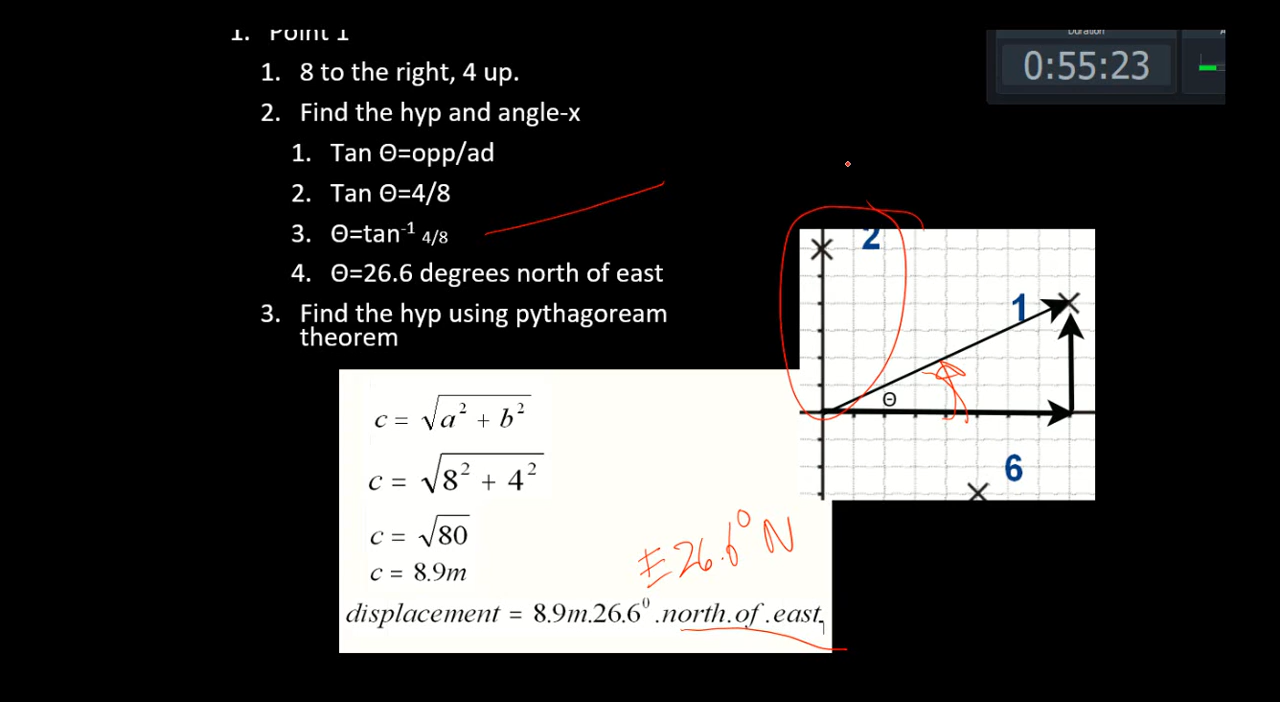 1. Point 1
Duration
0:55:23
1. 8 to the right, 4 up.
2. Find the hyp and angle-x
1. Tan Θ=opp/ad
2. Tan Θ=4/8
3. Θ=tan⁻¹ 4/8
4. Θ=26.6 degrees north of east
3. Find the hyp using pythagoream
theorem
2
1
Θ
6
c = √a² + b²
c = √8² + 4²
c = √80
c = 8.9m
±26.6° N
displacement = 8.9m.26.6⁰.north.of.east.